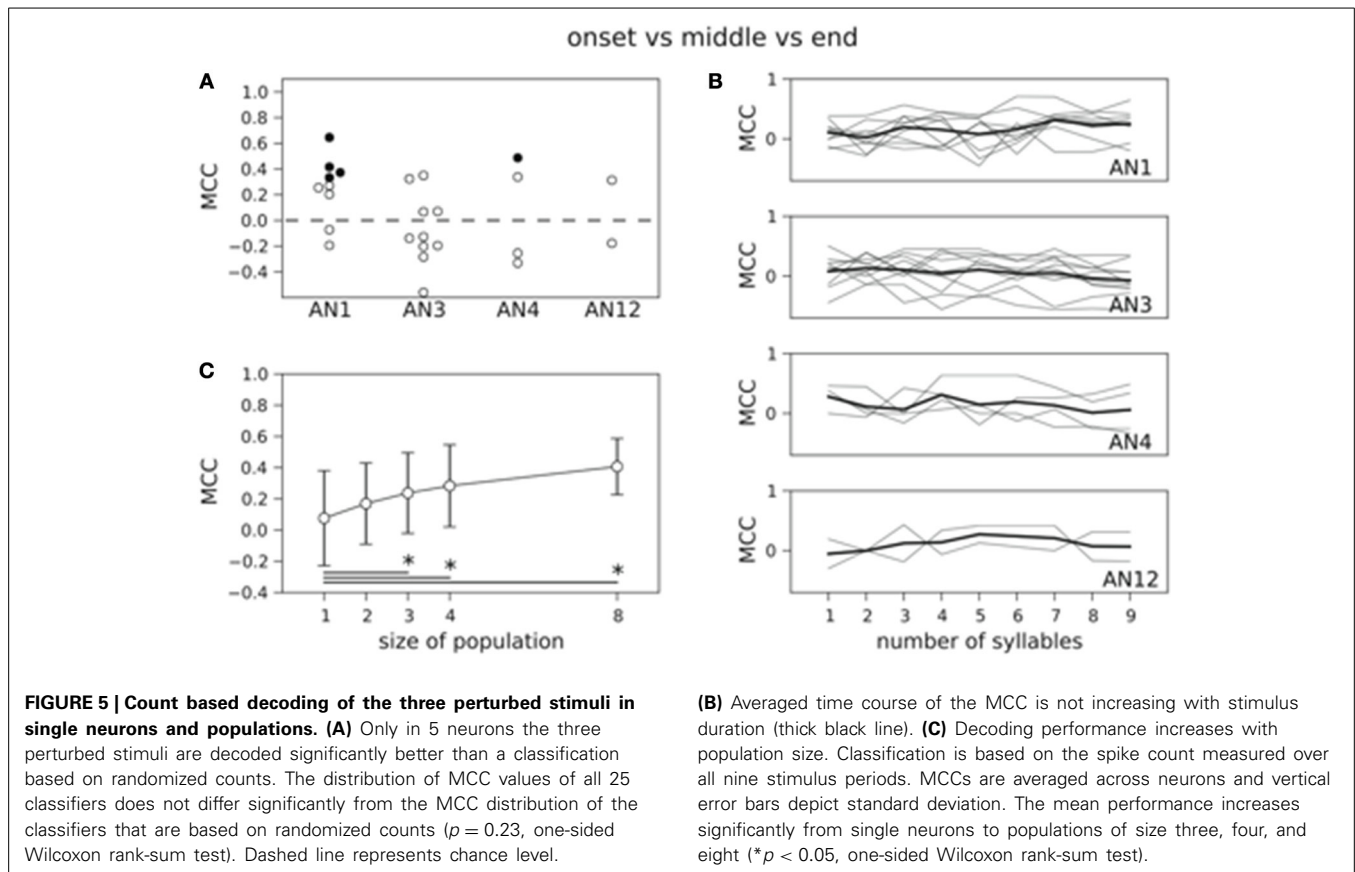 onset vs middle vs end
A
1.0
0.8
0.6
0.4
0.2
0.0
−0.2
−0.4
MCC
AN1 AN3 AN4 AN12
B
1
0
MCC
AN1
1
0
MCC
AN3
1
0
MCC
AN4
1
0
MCC
AN12
1 2 3 4 5 6 7 8 9
number of syllables
C
1.0
0.8
0.6
0.4
0.2
0.0
−0.2
−0.4
MCC
* * *
1 2 3 4 8
size of population
FIGURE 5 | Count based decoding of the three perturbed stimuli in
single neurons and populations. (A) Only in 5 neurons the three
perturbed stimuli are decoded significantly better than a classification
based on randomized counts. The distribution of MCC values of all 25
classifiers does not differ significantly from the MCC distribution of the
classifiers that are based on randomized counts (p = 0.23, one-sided
Wilcoxon rank-sum test). Dashed line represents chance level.
(B) Averaged time course of the MCC is not increasing with stimulus
duration (thick black line). (C) Decoding performance increases with
population size. Classification is based on the spike count measured over
all nine stimulus periods. MCCs are averaged across neurons and vertical
error bars depict standard deviation. The mean performance increases
significantly from single neurons to populations of size three, four, and
eight (*p < 0.05, one-sided Wilcoxon rank-sum test).